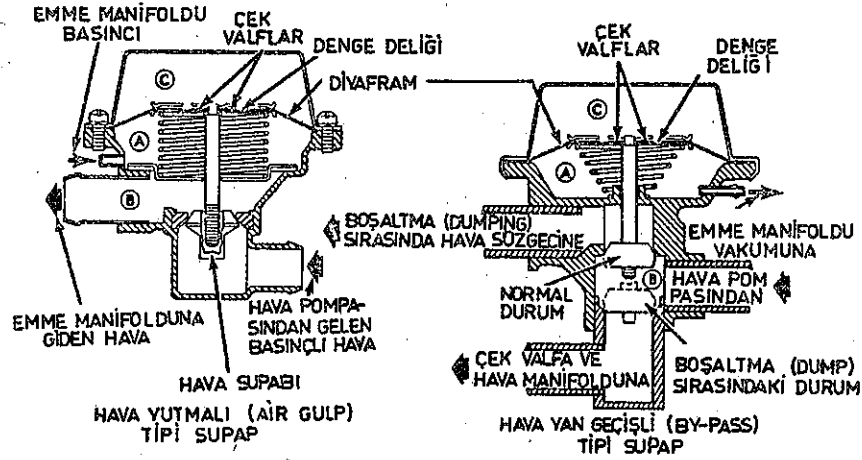 EMME MANİFOLDU
BASINCI
ÇEK
VALFLAR
DENGE DELİĞİ
DİYAFRAM
C
A
B
BOŞALTMA (DUMPING)
SIRASINDA HAVA SÜZGECİNE
EMME MANİFOLDUNA
GİDEN HAVA
HAVA POMPA-
SINDAN GELEN
BASINÇLI HAVA
HAVA SUPABI
HAVA YUTMALI (AİR GULP)
TİPİ SUPAP
ÇEK
VALFLAR
DENGE
DELİĞİ
C
A
EMME MANİFOLDU
VAKUMUNA
NORMAL
DURUM
B
HAVA POM
PASINDAN
ÇEK VALFA VE
HAVA MANİFOLDUNA
BOŞALTMA (DUMP)
SIRASINDAKİ DURUM
HAVA YAN GEÇİŞLİ (BY-PASS)
TİPİ SUPAP